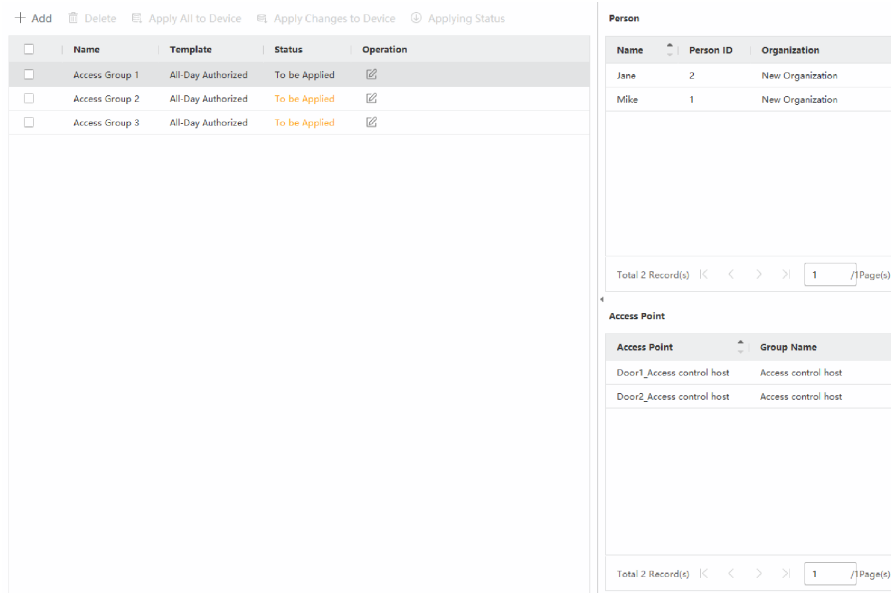 Add Delete Apply All to Device Apply Changes to Device Applying Status
Name Template Status Operation
Access Group 1 All-Day Authorized To be Applied
Access Group 2 All-Day Authorized To be Applied
Access Group 3 All-Day Authorized To be Applied
Person
Name Person ID Organization
Jane 2 New Organization
Mike 1 New Organization
Total 2 Record(s) 1 /1Page(s)
Access Point
Access Point Group Name
Door1_Access control host Access control host
Door2_Access control host Access control host
Total 2 Record(s) 1 /1Page(s)